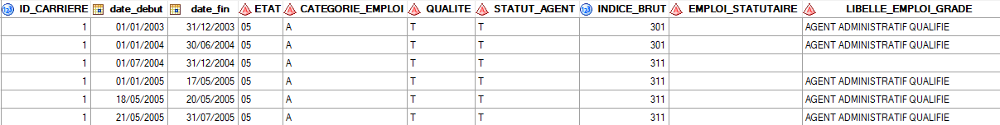 ID_CARRIERE date_debut date_fin ETAT CATEGORIE_EMPLOI QUALITE STATUT_AGENT INDICE_BRUT EMPLOI_STATUTAIRE LIBELLE_EMPLOI_GRADE
1 01/01/2003 31/12/2003 05 A T T 301 AGENT ADMINISTRATIF QUALIFIE
1 01/01/2004 30/06/2004 05 A T T 301 AGENT ADMINISTRATIF QUALIFIE
1 01/07/2004 31/12/2004 05 A T T 311
1 01/01/2005 17/05/2005 05 A T T 311 AGENT ADMINISTRATIF QUALIFIE
1 18/05/2005 20/05/2005 05 A T T 311 AGENT ADMINISTRATIF QUALIFIE
1 21/05/2005 31/07/2005 05 A T T 311 AGENT ADMINISTRATIF QUALIFIE